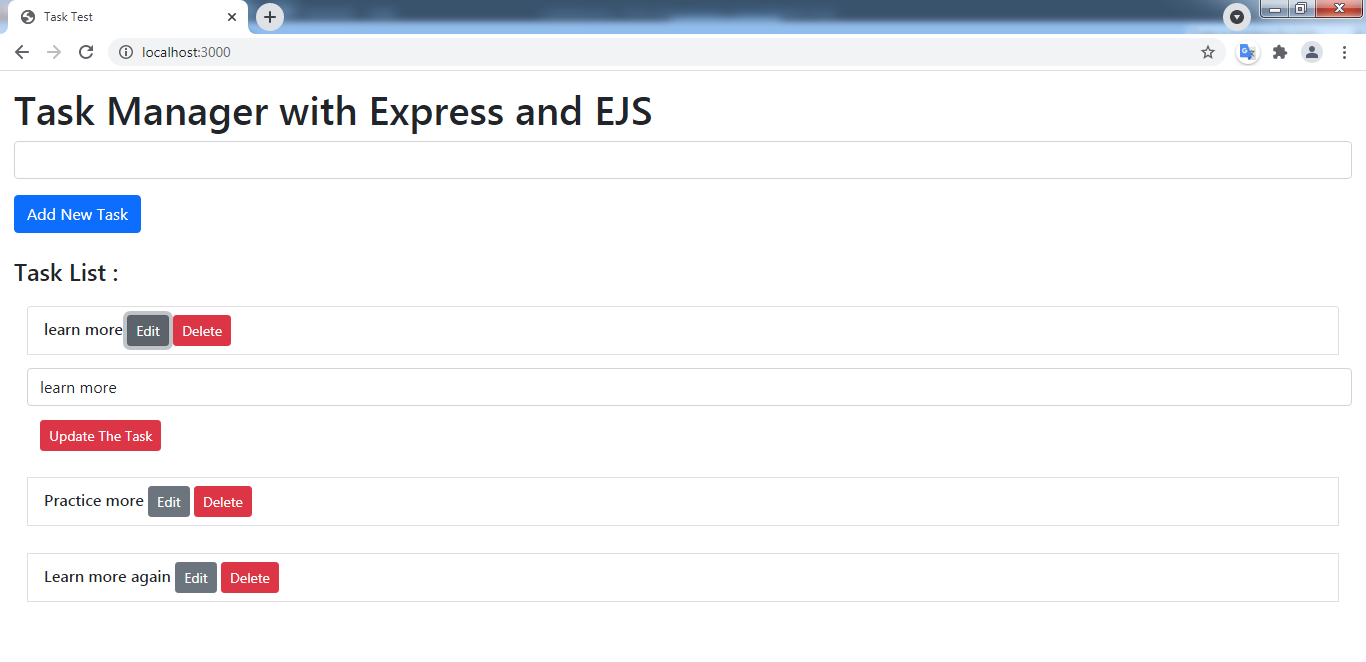 Task Test
localhost:3000
Task Manager with Express and EJS
Add New Task
Task List :
learn more Edit Delete
learn more
Update The Task
Practice more Edit Delete
Learn more again Edit Delete